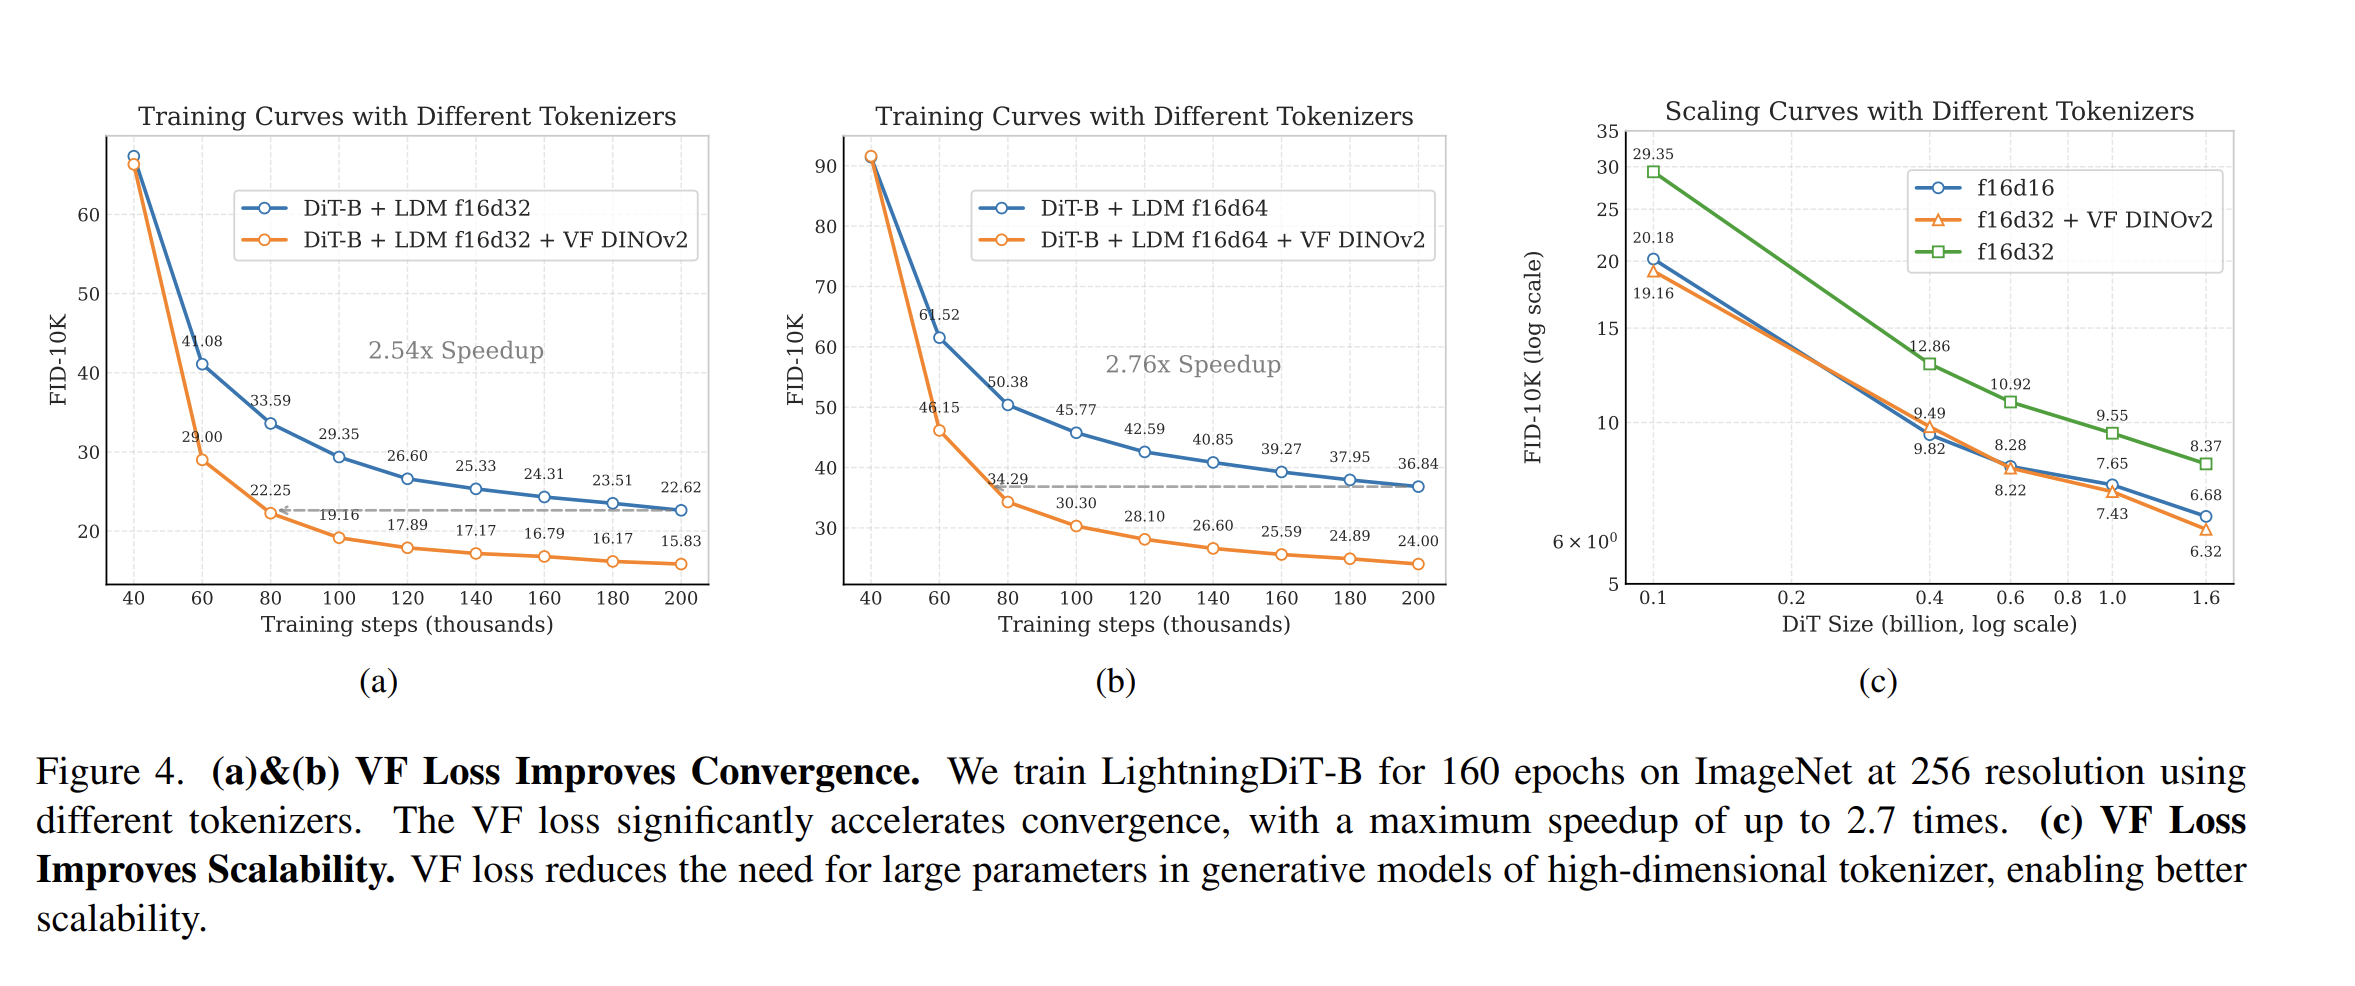 Training Curves with Different Tokenizers
FID-10K
60
50
40
30
20
DiT-B + LDM f16d32
DiT-B + LDM f16d32 + VF DINOv2
2.54x Speedup
41.08
33.59
29.35
26.60
25.33
24.31
23.51
22.62
29.00
22.25
19.16
17.89
17.17
16.79
16.17
15.83
40 60 80 100 120 140 160 180 200
Training steps (thousands)
(a)
Training Curves with Different Tokenizers
FID-10K
90
80
70
60
50
40
30
DiT-B + LDM f16d64
DiT-B + LDM f16d64 + VF DINOv2
2.76x Speedup
61.52
50.38
45.77
42.59
40.85
39.27
37.95
36.84
46.15
34.29
30.30
28.10
26.60
25.59
24.89
24.00
40 60 80 100 120 140 160 180 200
Training steps (thousands)
(b)
Scaling Curves with Different Tokenizers
FID-10K (log scale)
35
30
25
20
15
10
6 × 10⁰
5
f16d16
f16d32 + VF DINOv2
f16d32
29.35
12.86
10.92
9.55
8.37
20.18
9.49
8.28
7.65
6.68
19.16
9.82
8.22
7.43
6.32
0.1 0.2 0.4 0.6 0.8 1.0 1.6
DiT Size (billion, log scale)
(c)
Figure 4. (a)&(b) VF Loss Improves Convergence. We train LightningDiT-B for 160 epochs on ImageNet at 256 resolution using
different tokenizers. The VF loss significantly accelerates convergence, with a maximum speedup of up to 2.7 times. (c) VF Loss
Improves Scalability. VF loss reduces the need for large parameters in generative models of high-dimensional tokenizer, enabling better
scalability.